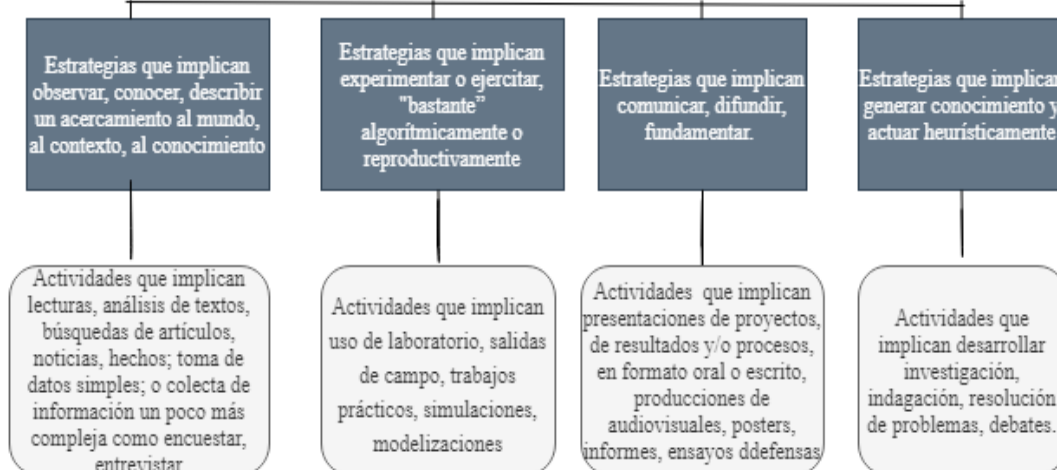 Estrategias que implican
observar, conocer, describir
un acercamiento al mundo,
al contexto, al conocimiento
Estrategias que implican
experimentar o ejercitar,
"bastante”
algorítmicamente o
reproductivamente
Estrategias que implican
comunicar, difundir,
fundamentar.
Estrategias que implican
generar conocimiento y
actuar heurísticamente
Actividades que implican
lecturas, análisis de textos,
búsquedas de artículos,
noticias, hechos; toma de
datos simples; o colecta de
información un poco más
compleja como encuestar,
entrevistar
Actividades que implican
uso de laboratorio, salidas
de campo, trabajos
prácticos, simulaciones,
modelizaciones
Actividades que implican
presentaciones de proyectos,
de resultados y/o procesos,
en formato oral o escrito,
producciones de
audiovisuales, posters,
informes, ensayos ddefensas
Actividades que
implican desarrollar
investigación,
indagación, resolución
de problemas, debates.